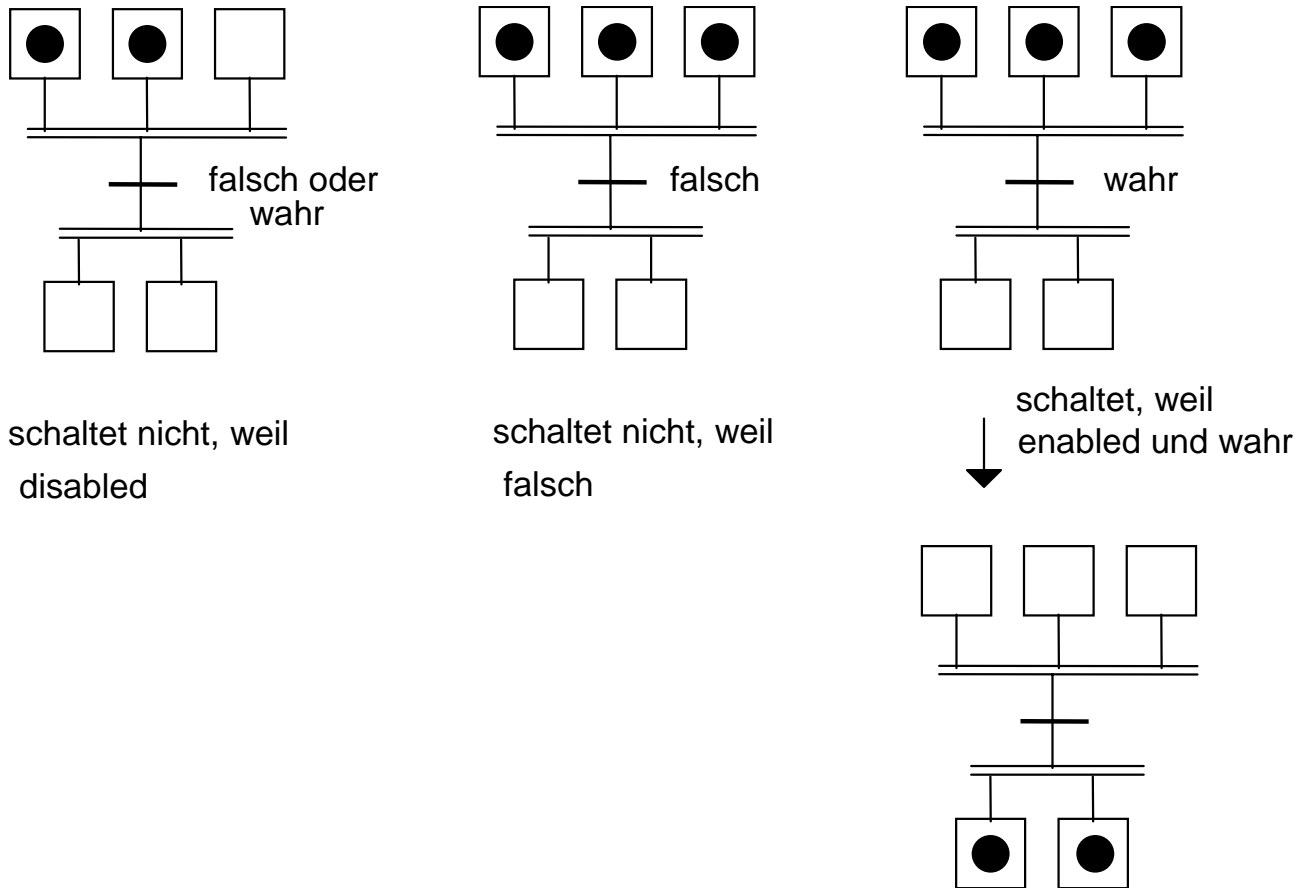 falsch oder
wahr
falsch
wahr
schaltet nicht, weil
disabled
schaltet nicht, weil
falsch
schaltet, weil
enabled und wahr